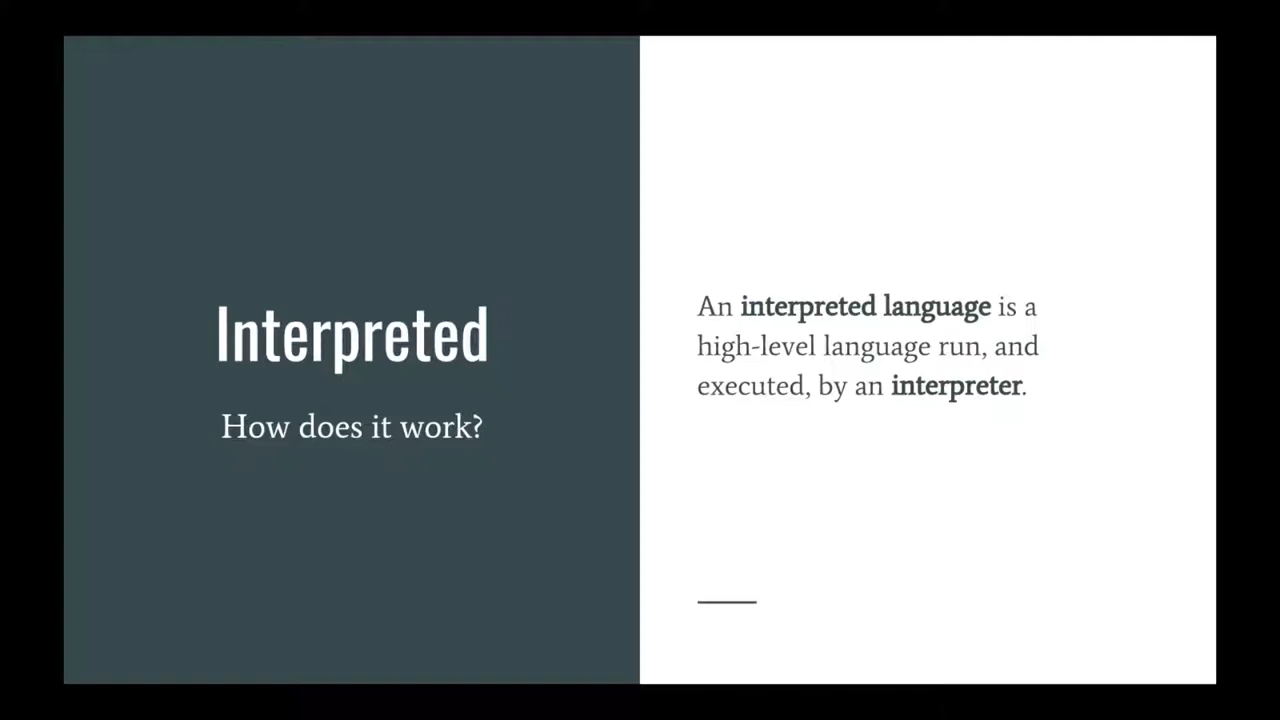 Interpreted
How does it work?
An interpreted language is a
high-level language run, and
executed, by an interpreter.